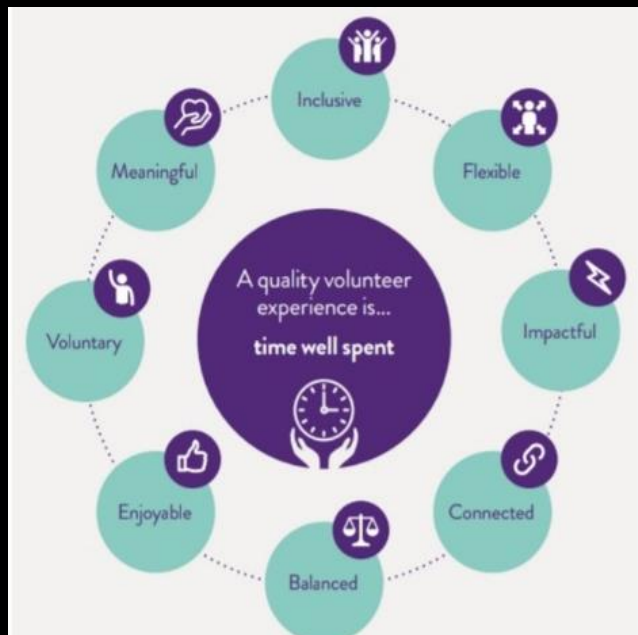 A quality volunteer
experience is...
time well spent
Inclusive
Flexible
Impactful
Connected
Balanced
Enjoyable
Voluntary
Meaningful